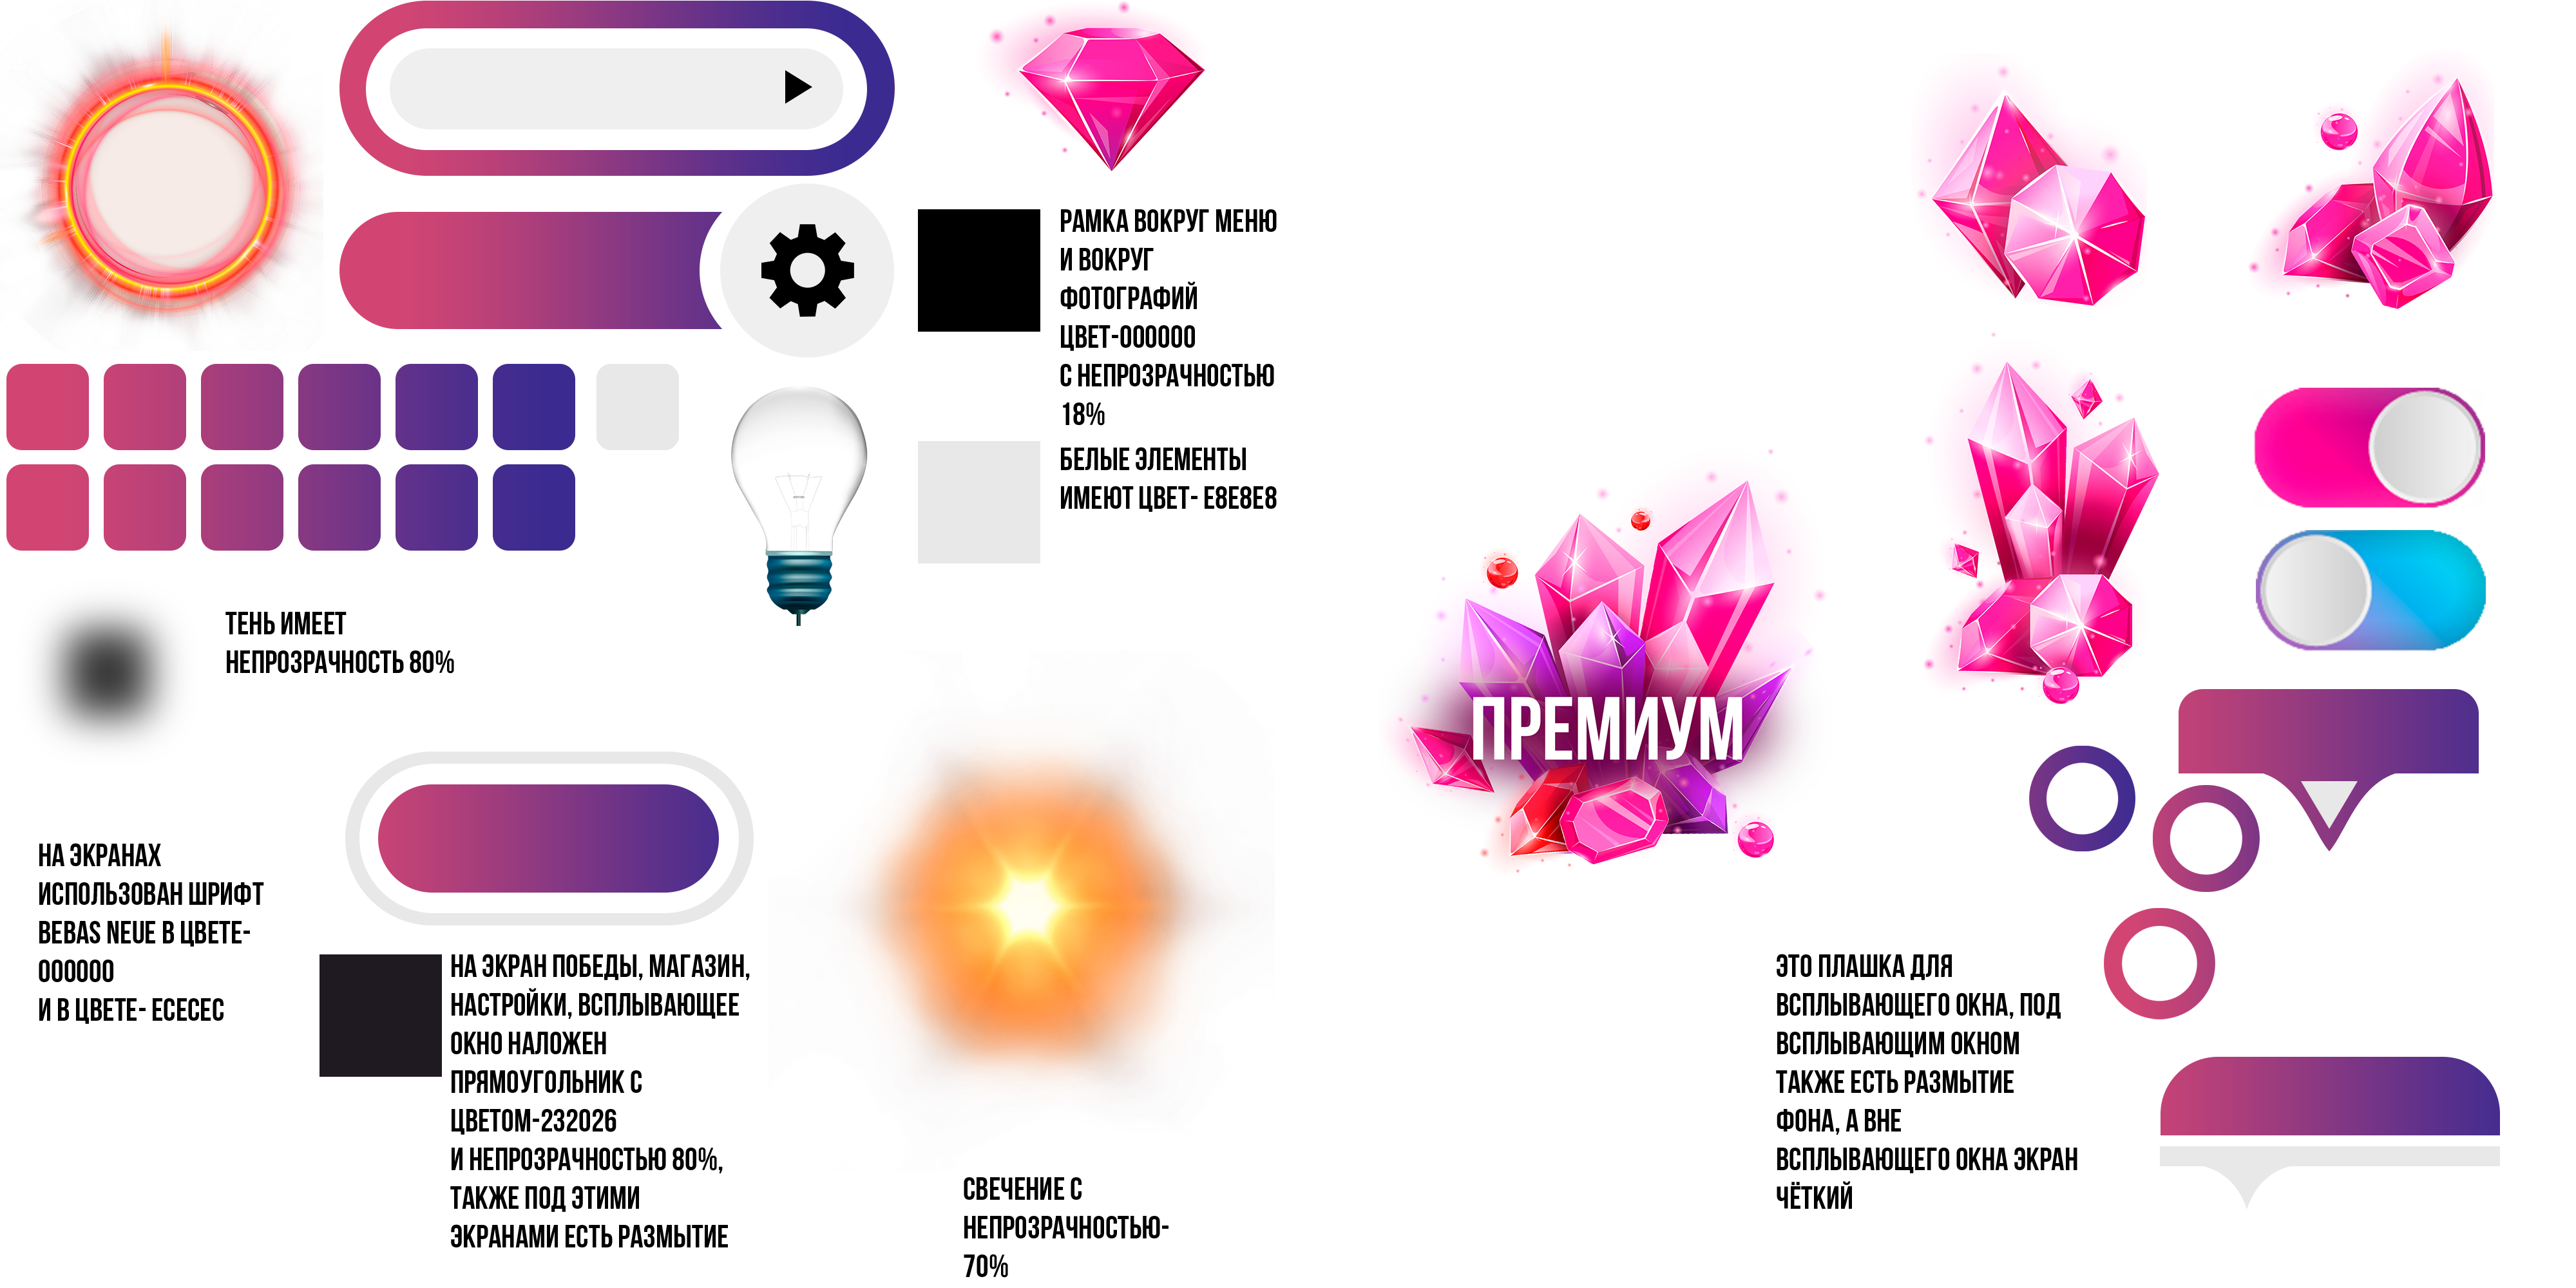 РАМКА ВОКРУГ МЕНЮ
И ВОКРУГ
ФОТОГРАФИЙ
ЦВЕТ-000000
С НЕПРОЗРАЧНОСТЬЮ
18%
БЕЛЫЕ ЭЛЕМЕНТЫ
ИМЕЮТ ЦВЕТ- E8E8E8
ТЕНЬ ИМЕЕТ
НЕПРОЗРАЧНОСТЬ 80%
ПРЕМИУМ
НА ЭКРАНАХ
ИСПОЛЬЗОВАН ШРИФТ
BEBAS NEUE В ЦВЕТЕ-
000000
И В ЦВЕТЕ- ECECEC
НА ЭКРАН ПОБЕДЫ, МАГАЗИН,
НАСТРОЙКИ, ВСПЛЫВАЮЩЕЕ
ОКНО НАЛОЖЕН
ПРЯМОУГОЛЬНИК С
ЦВЕТОМ-232026
И НЕПРОЗРАЧНОСТЬЮ 80%,
ТАКЖЕ ПОД ЭТИМИ
ЭКРАНАМИ ЕСТЬ РАЗМЫТИЕ
СВЕЧЕНИЕ С
НЕПРОЗРАЧНОСТЬЮ-
70%
ЭТО ПЛАШКА ДЛЯ
ВСПЛЫВАЮЩЕГО ОКНА, ПОД
ВСПЛЫВАЮЩИМ ОКНОМ
ТАКЖЕ ЕСТЬ РАЗМЫТИЕ
ФОНА, А ВНЕ
ВСПЛЫВАЮЩЕГО ОКНА ЭКРАН
ЧЁТКИЙ